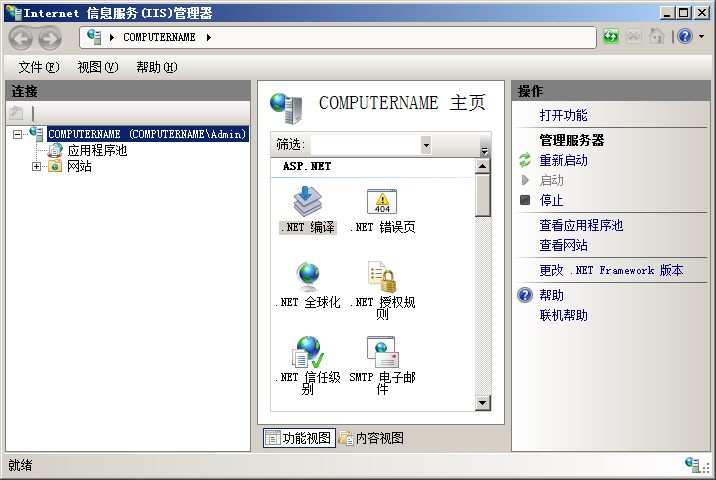 Internet 信息服务(IIS)管理器
COMPUTERNAME
文件(F) 视图(V) 帮助(H)
连接
COMPUTERNAME (COMPUTERNAME\Admin)
应用程序池
网站
COMPUTERNAME 主页
筛选:
ASP.NET
.NET 编译
.NET 错误页
404
.NET 全球化
.NET 授权规
则
.NET 信任级
别
SMTP 电子邮
件
功能视图
内容视图
操作
打开功能
管理服务器
重新启动
启动
停止
查看应用程序池
查看网站
更改 .NET Framework 版本
帮助
联机帮助
就绪